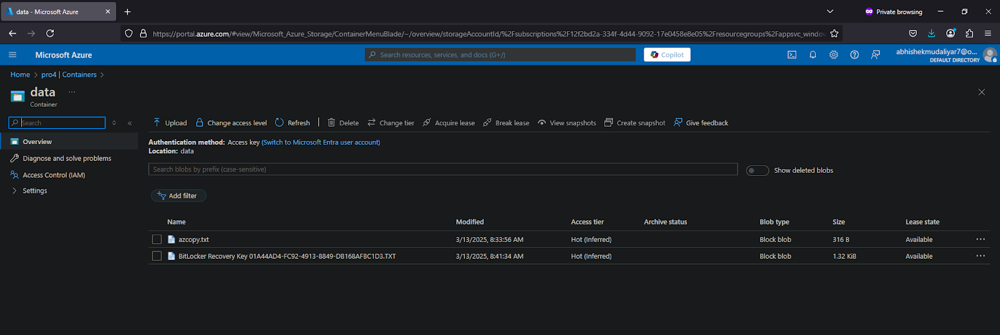 data - Microsoft Azure
Private browsing
https://portal.azure.com/#view/Microsoft_Azure_Storage/ContainerMenuBlade/~/overview/storageAccountId/%2Fsubscriptions%2F12f2bd2a-334f-4d44-9092-17e0458e8e05%2Fresourcegroups%2Fappsvc_windov
Microsoft Azure
Search resources, services, and docs (G+/)
Copilot
abhishekmudaliyar7@o...
DEFAULT DIRECTORY
Home > pro4 | Containers >
data ...
Container
Search
Upload Change access level Refresh Delete Change tier Acquire lease Break lease View snapshots Create snapshot Give feedback
Overview
Diagnose and solve problems
Access Control (IAM)
Settings
Authentication method: Access key (Switch to Microsoft Entra user account)
Location: data
Search blobs by prefix (case-sensitive)
Show deleted blobs
Add filter
Name Modified Access tier Archive status Blob type Size Lease state
azcopy.txt 3/13/2025, 8:33:56 AM Hot (Inferred) Block blob 316 B Available ...
BitLocker Recovery Key 01A44AD4-FC92-4913-8849-DB168AFBC1D3.TXT 3/13/2025, 8:41:34 AM Hot (Inferred) Block blob 1.32 KiB Available ...